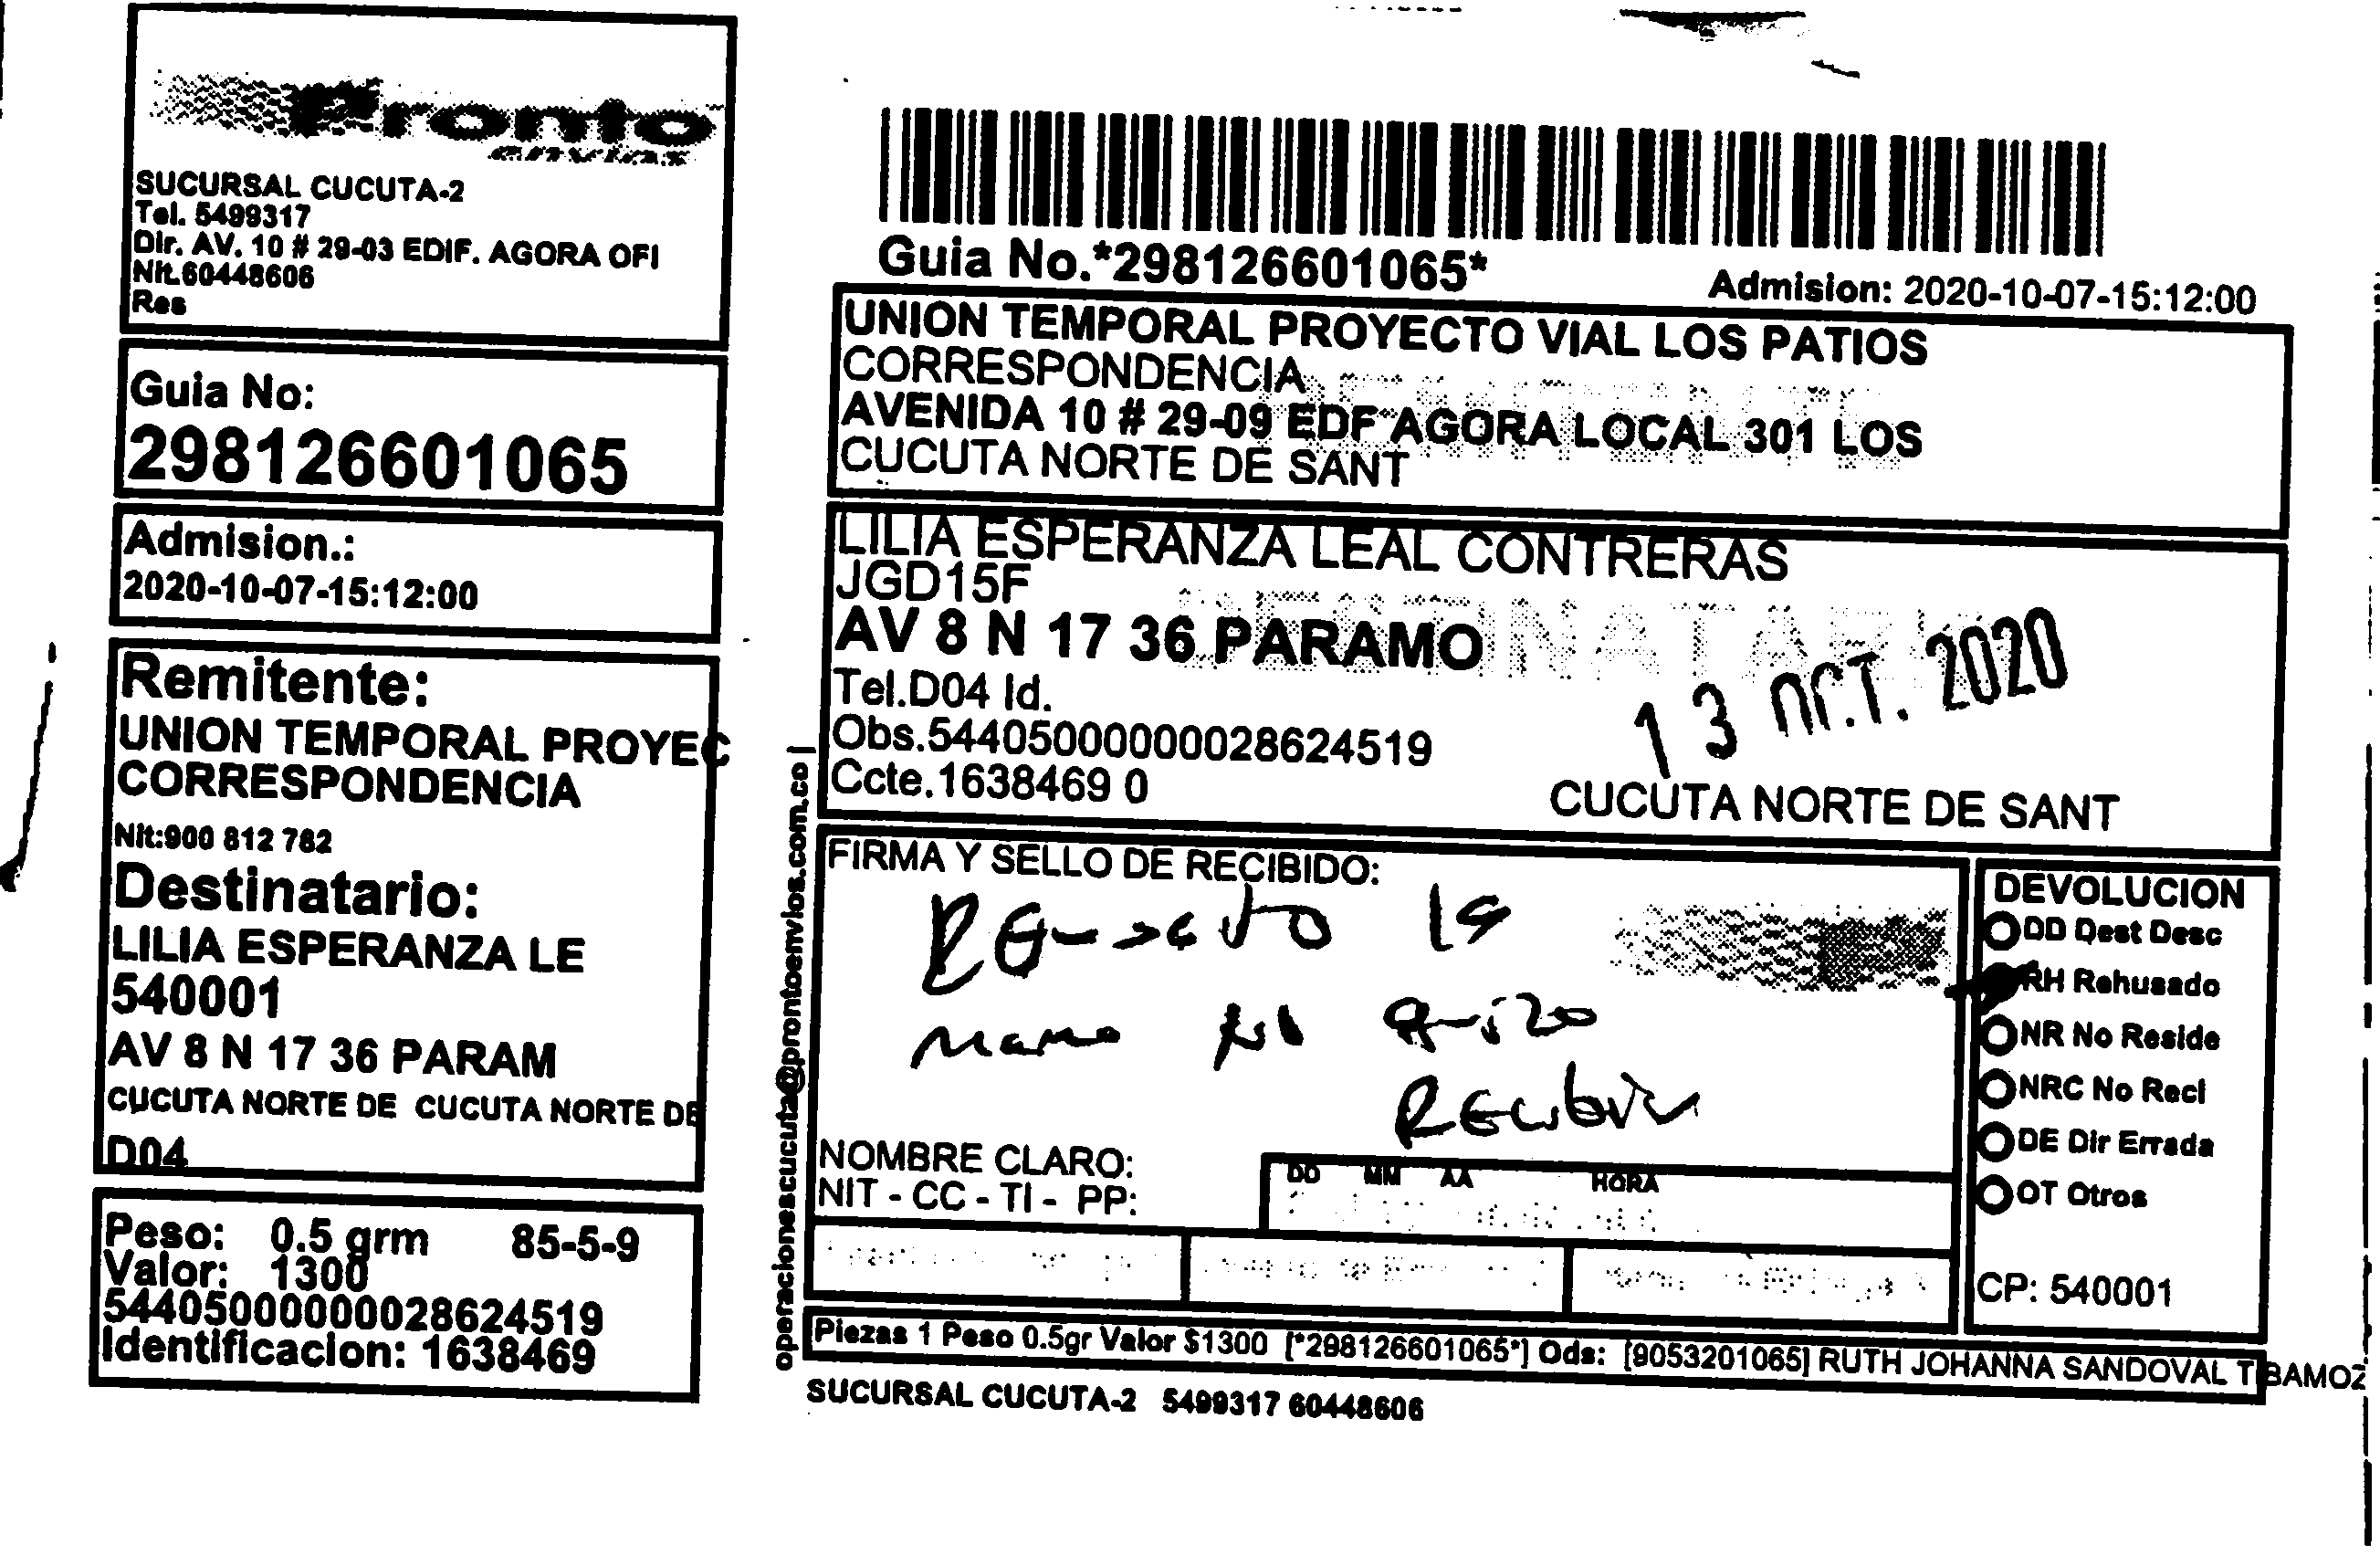 Pronto
envios
SUCURSAL CUCUTA-2
Tel. 5499317
Dir. AV. 10 # 29-03 EDIF. AGORA OFI
Nit.60448606
Res
Guia No:
298126601065
Admision.:
2020-10-07-15:12:00
Remitente:
UNION TEMPORAL PROYEC
CORRESPONDENCIA
Nit:900 812 782
Destinatario:
LILIA ESPERANZA LE
540001
AV 8 N 17 36 PARAM
CUCUTA NORTE DE CUCUTA NORTE DE
D04
Peso: 0.5 grm 85-5-9
Valor: 1300
544050000000028624519
Identificacion: 1638469
Guia No.*298126601065*
Admision: 2020-10-07-15:12:00
UNION TEMPORAL PROYECTO VIAL LOS PATIOS
CORRESPONDENCIA
AVENIDA 10 # 29-09 EDF AGORA LOCAL 301 LOS
CUCUTA NORTE DE SANT
LILIA ESPERANZA LEAL CONTRERAS
JGD15F
AV 8 N 17 36 PARAMO
DESTINATARIO
Tel.D04 Id.
13 OCT. 2020
Obs.544050000000028624519
Ccte.1638469 0
CUCUTA NORTE DE SANT
operacionescucuta@prontoenvios.com.co |
FIRMA Y SELLO DE RECIBIDO:
la
mama no quizo
Recibir
NOMBRE CLARO:
NIT - CC - TI - PP:
DD MM AA HORA
DEVOLUCION
DD Dest Desc
RH Rehusado
NR No Reside
NRC No Recl
DE Dir Errada
OT Otros
CP: 540001
Piezas 1 Peso 0.5gr Valor $1300 [*298126601065*] Ods: [9053201065] RUTH JOHANNA SANDOVAL TIBAMOZ
SUCURSAL CUCUTA-2 5499317 60448606